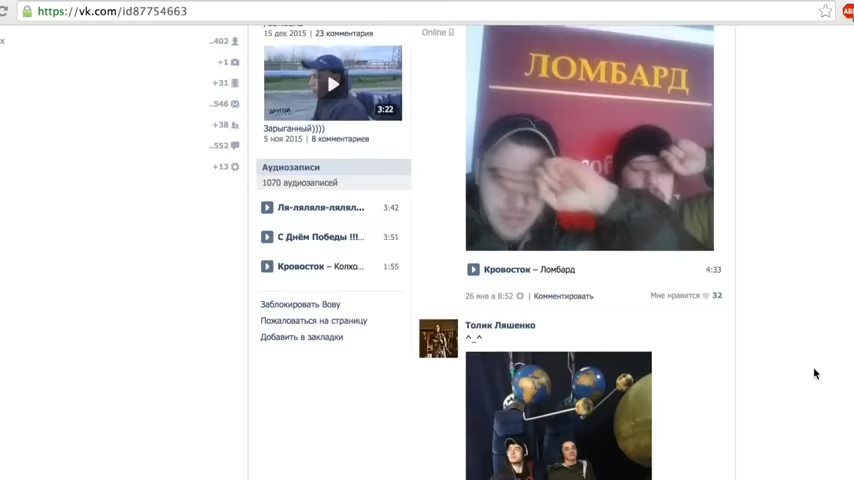 https://vk.com/id87754663
х
..402
+1
+31
..546
+38
..552
+13
15 дек 2015 | 23 комментария
ДРУГОЙ
3:22
Зарыганный))))
5 ноя 2015 | 8 комментариев
Аудиозаписи
1070 аудиозаписей
Ля-ляляля-лялял... 3:42
С Днём Победы !!!... 3:51
Кровосток – Колхо... 1:55
Заблокировать Вову
Пожаловаться на страницу
Добавить в закладки
Online
ЛОМБАРД
Кровосток – Ломбард 4:33
26 янв в 8:52 | Комментировать Мне нравится 32
Толик Ляшенко
^_^